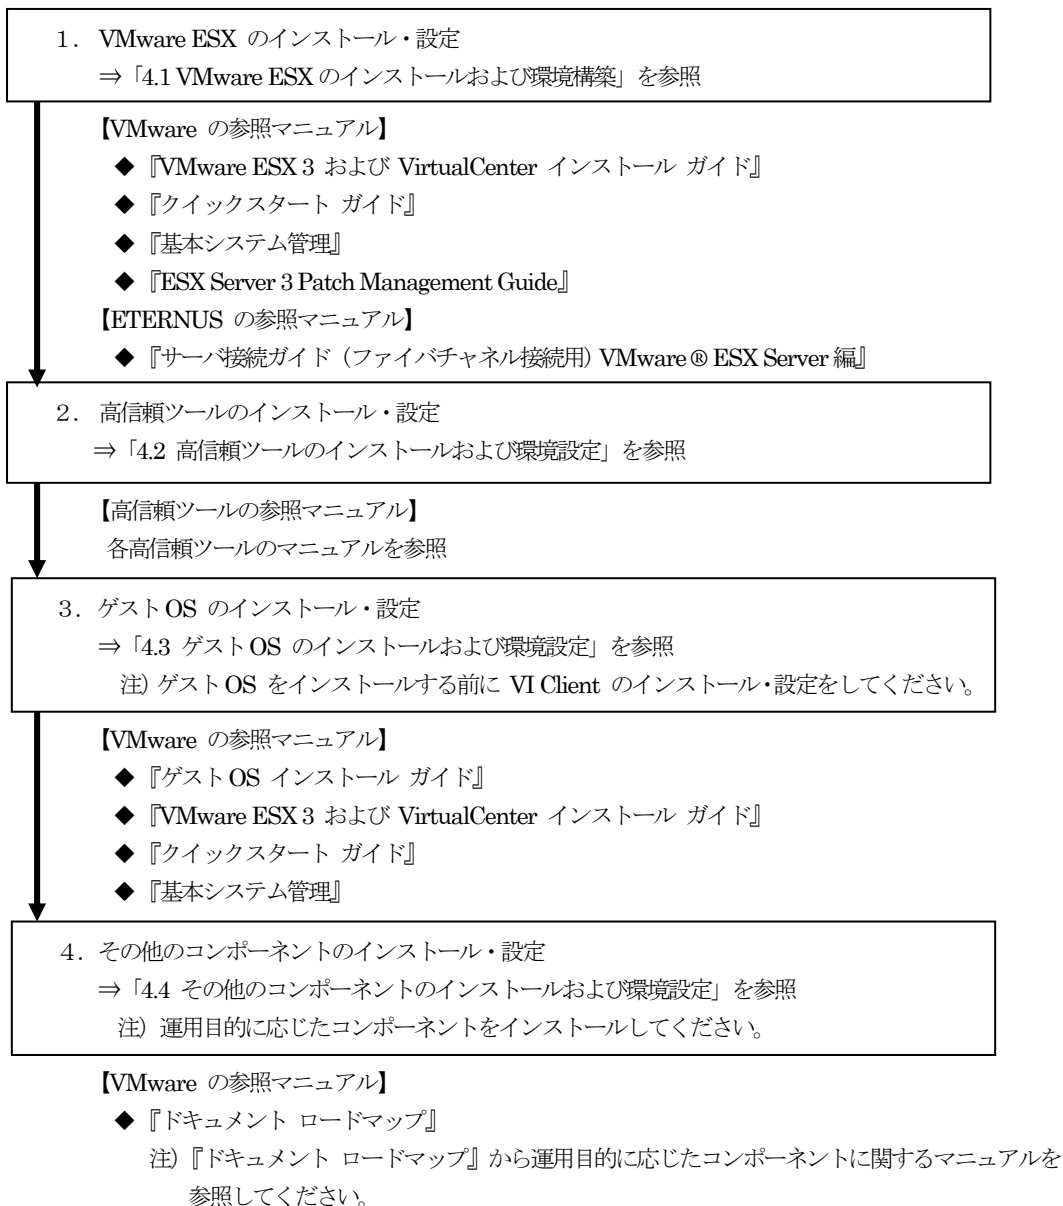 １． VMware ESX のインストール・設定
⇒「4.1 VMware ESX のインストールおよび環境構築」を参照
【VMware の参照マニュアル】
◆『VMware ESX 3 および VirtualCenter インストール ガイド』
◆『クイックスタート ガイド』
◆『基本システム管理』
◆『ESX Server 3 Patch Management Guide』
【ETERNUS の参照マニュアル】
◆『サーバ接続ガイド（ファイバチャネル接続用）VMware ® ESX Server 編』
２． 高信頼ツールのインストール・設定
⇒「4.2 高信頼ツールのインストールおよび環境設定」を参照
【高信頼ツールの参照マニュアル】
各高信頼ツールのマニュアルを参照
３．ゲスト OS のインストール・設定
⇒「4.3 ゲスト OS のインストールおよび環境設定」を参照
注）ゲスト OS をインストールする前に VI Client のインストール・設定をしてください。
【VMware の参照マニュアル】
◆『ゲスト OS インストール ガイド』
◆『VMware ESX 3 および VirtualCenter インストール ガイド』
◆『クイックスタート ガイド』
◆『基本システム管理』
４．その他のコンポーネントのインストール・設定
⇒「4.4 その他のコンポーネントのインストールおよび環境設定」を参照
注） 運用目的に応じたコンポーネントをインストールしてください。
【VMware の参照マニュアル】
◆『ドキュメント ロードマップ』
注）『ドキュメント ロードマップ』から運用目的に応じたコンポーネントに関するマニュアルを
参照してください。